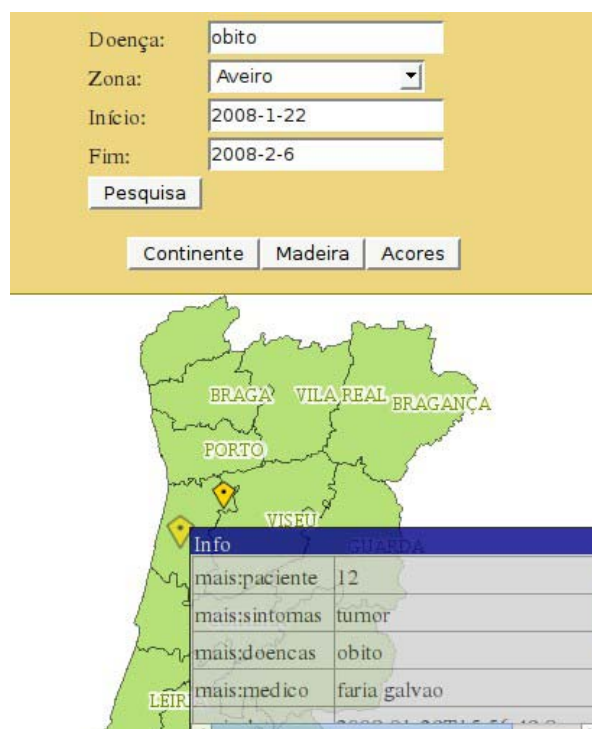 Doença: obito
Zona: Aveiro
Início: 2008-1-22
Fim: 2008-2-6
Pesquisa
Continente Madeira Acores
BRAGA VILA REAL BRAGANÇA
PORTO
VISEU
GUARDA
Info
mais:paciente 12
mais:sintomas tumor
mais:doencas obito
mais:medico faria galvao
LEIR